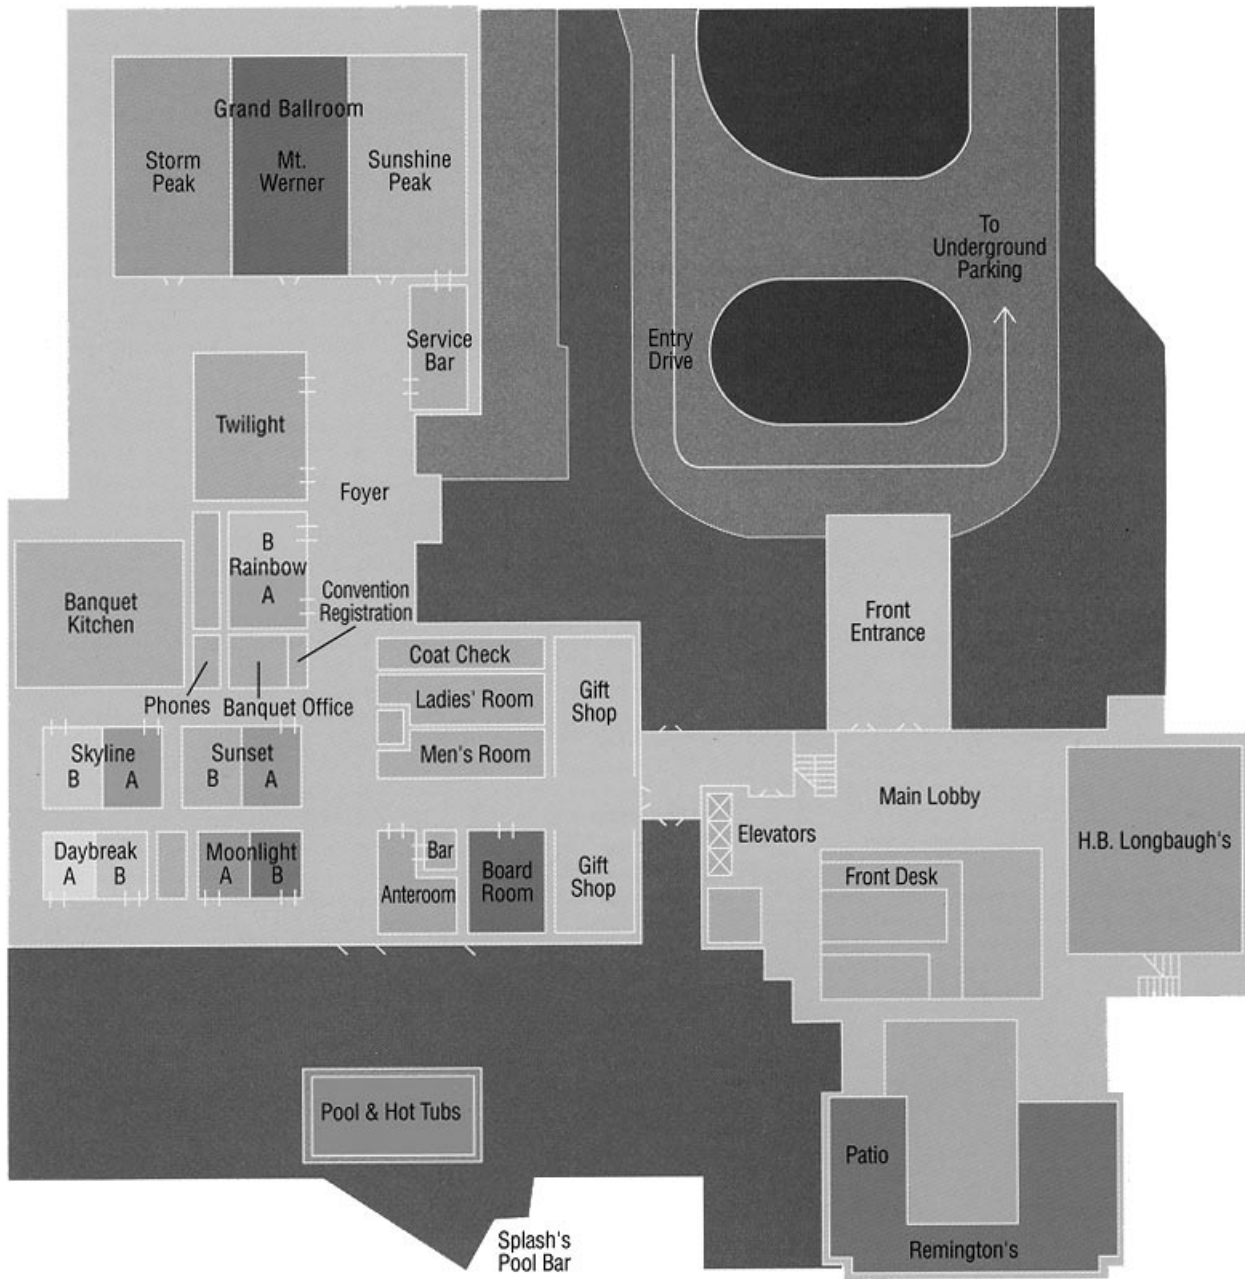 Grand Ballroom
Storm
Peak
Mt.
Werner
Sunshine
Peak
To
Underground
Parking
Service
Bar
Entry
Drive
Twilight
Foyer
B
Rainbow
A
Convention
Registration
Banquet
Kitchen
Front
Entrance
Coat Check
Ladies' Room
Gift
Shop
Phones
Banquet Office
Men's Room
Skyline
B A
Sunset
B A
Main Lobby
Elevators
H.B. Longbaugh's
Daybreak
A B
Moonlight
A B
Bar
Anteroom
Board
Room
Gift
Shop
Front Desk
Pool & Hot Tubs
Patio
Remington's
Splash's
Pool Bar